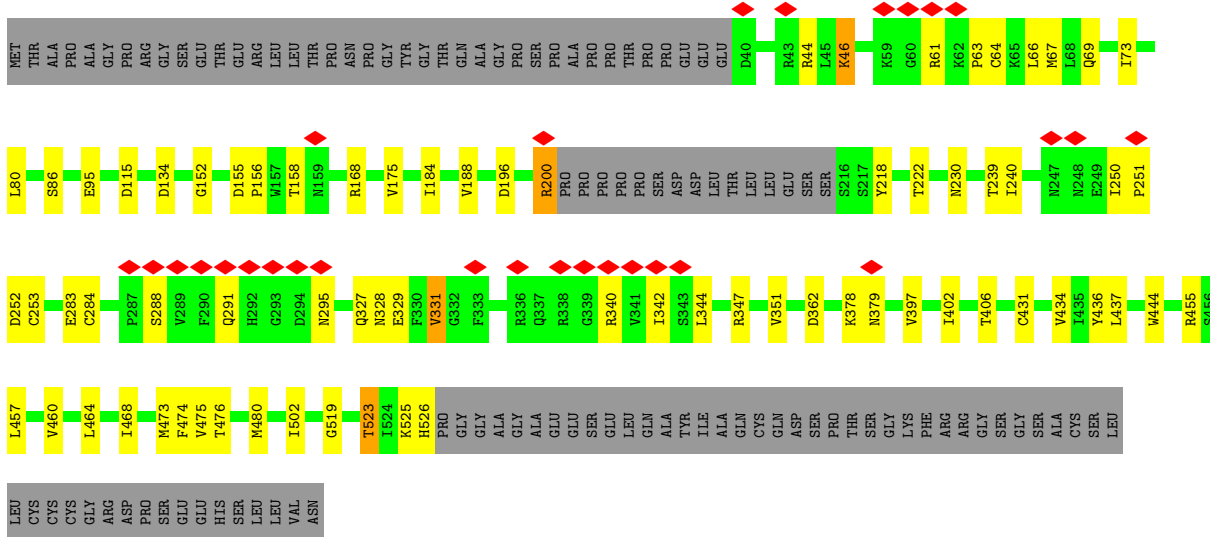 MET THR ALA PRO ALA GLY PRO ARG GLY SER GLU THR GLU ARG LEU LEU THR PRO ASN PRO GLY TYR GLY THR GLN ALA GLY PRO SER PRO ALA PRO PRO THR PRO PRO GLU GLU GLU D40 R43 R44 L45 K46 K59 G60 R61 K62 P63 C64 K65 L66 M67 L68 Q69 I73
L80 S86 E95 D115 D134 G152 D155 P156 W157 T158 N159 R168 V175 I184 V188 D196 R200 PRO PRO PRO PRO PRO SER ASP ASP LEU THR LEU LEU GLU SER SER S216 S217 Y218 T222 N230 T239 I240 N247 N248 E249 I250 P251
D252 C253 E283 C284 P287 S288 V289 F290 Q291 H292 G293 D294 N295 Q327 N328 E329 F330 V331 G332 F333 R336 Q337 R338 G339 R340 V341 I342 S343 L344 R347 V351 D362 K378 N379 V397 I402 T406 C431 V434 I435 Y436 L437 W444 R455 S456
L457 V460 L464 I468 M473 F474 V475 T476 M480 I502 G519 T523 I524 K525 H526 PRO GLY GLY ALA GLY ALA GLU GLU SER GLU LEU GLN ALA TYR ILE ALA GLN CYS GLN ASP SER PRO THR SER GLY LYS PHE ARG ARG GLY SER GLY SER ALA CYS SER LEU
LEU CYS CYS CYS GLY ARG ASP PRO SER GLU GLU HIS SER LEU LEU VAL ASN